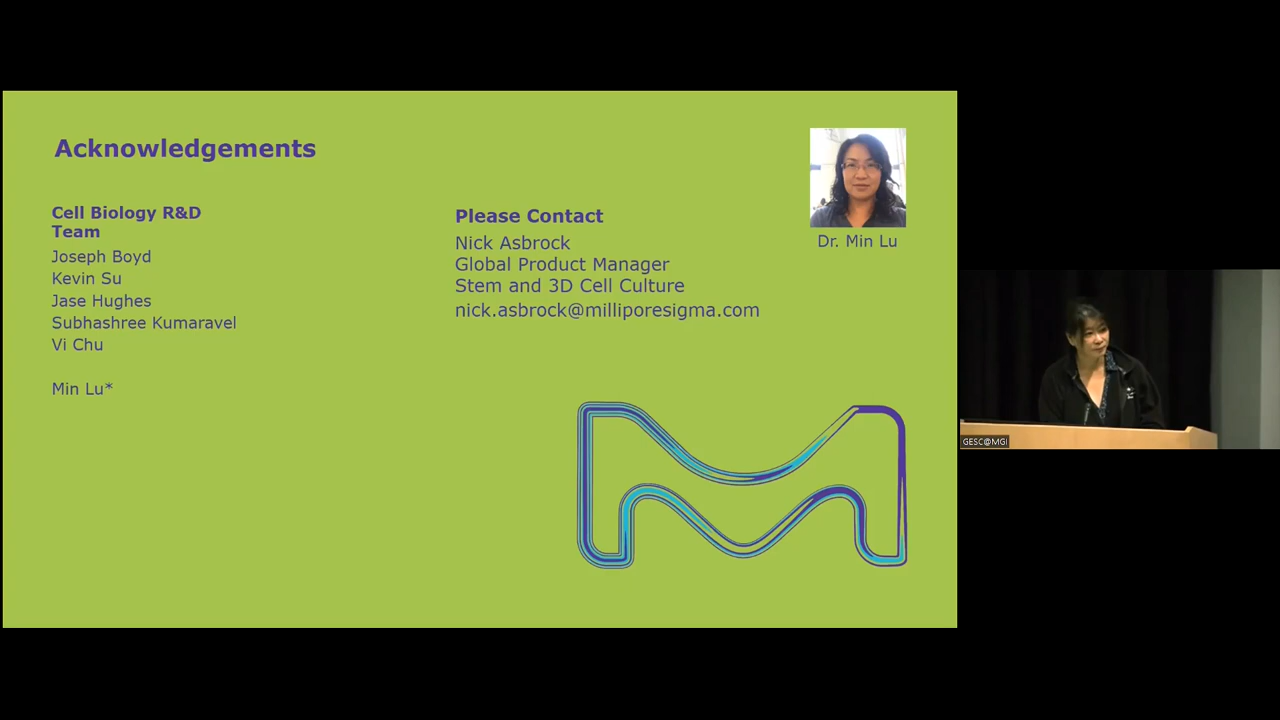 Acknowledgements
Cell Biology R&D
Team
Joseph Boyd
Kevin Su
Jase Hughes
Subhashree Kumaravel
Vi Chu
Min Lu*
Please Contact
Nick Asbrock
Global Product Manager
Stem and 3D Cell Culture
nick.asbrock@milliporesigma.com
Dr. Min Lu
GESC@MGI